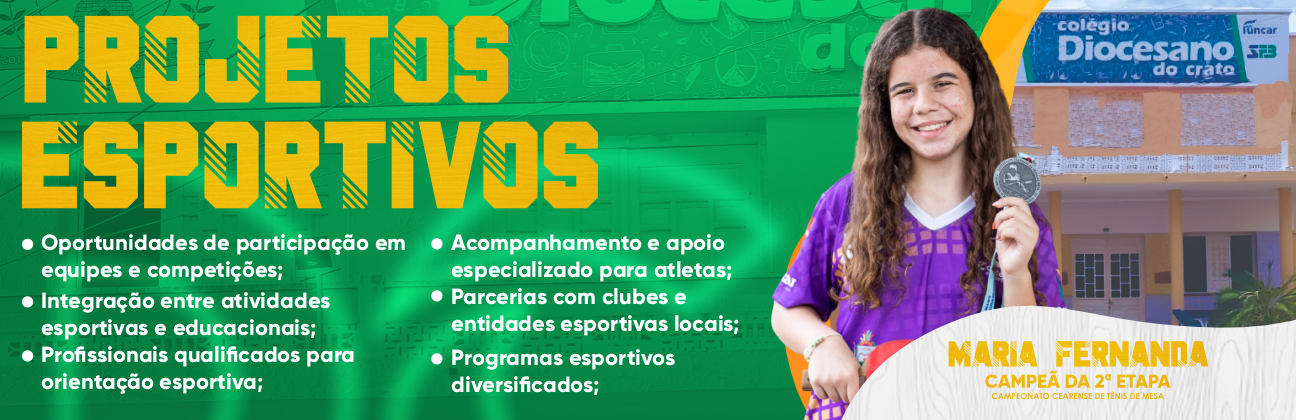 PROJETOS
ESPORTIVOS
Oportunidades de participação em
equipes e competições;
Integração entre atividades
esportivas e educacionais;
Profissionais qualificados para
orientação esportiva;
Acompanhamento e apoio
especializado para atletas;
Parcerias com clubes e
entidades esportivas locais;
Programas esportivos
diversificados;
colégio
Diocesano
do crato
funcar
SFB
MARIA FERNANDA
CAMPEÃ DA 2ª ETAPA
CAMPEONATO CEARENSE DE TÊNIS DE MESA